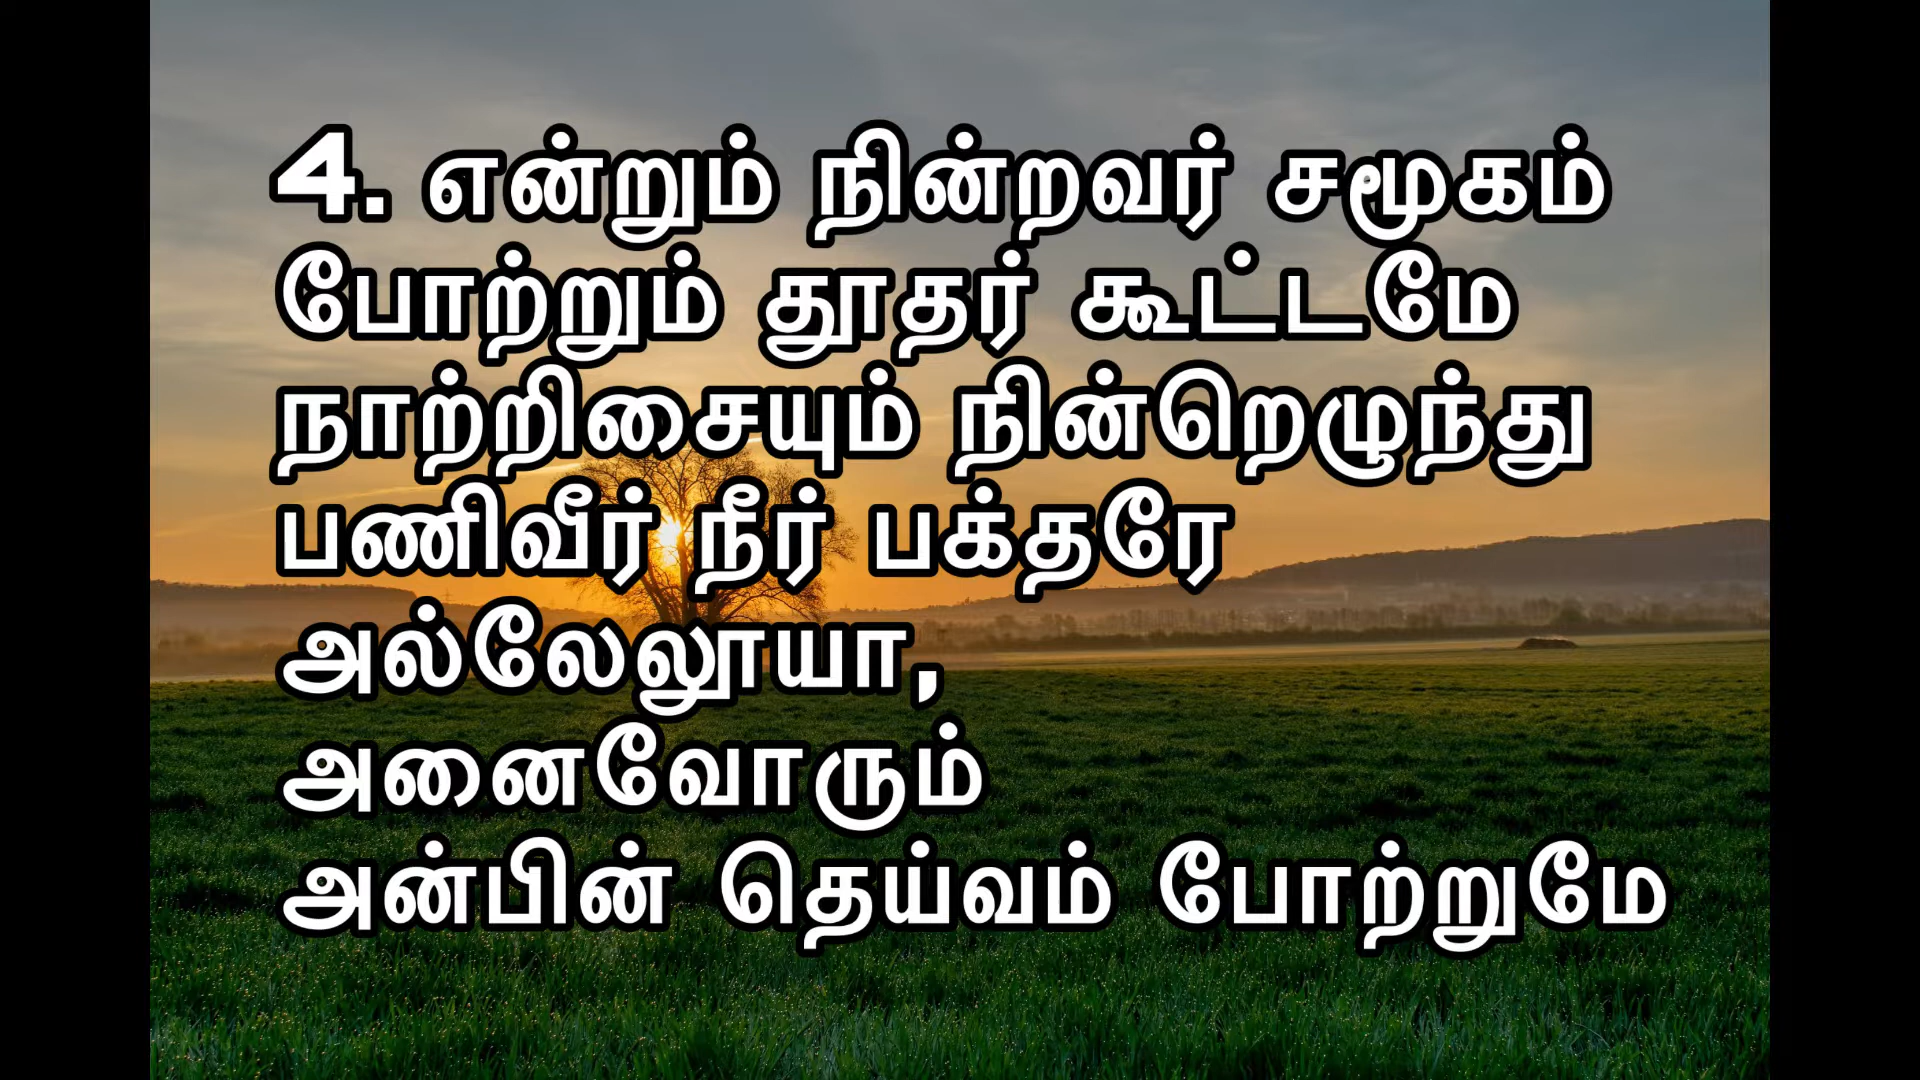 4. என்றும் நின்றவர் சமூகம்
போற்றும் தூதர் கூட்டமே
நாற்றிசையும் நின்றெழுந்து
பணிவீர் நீர் பக்தரே
அல்லேலூயா,
அனைவோரும்
அன்பின் தெய்வம் போற்றுமே